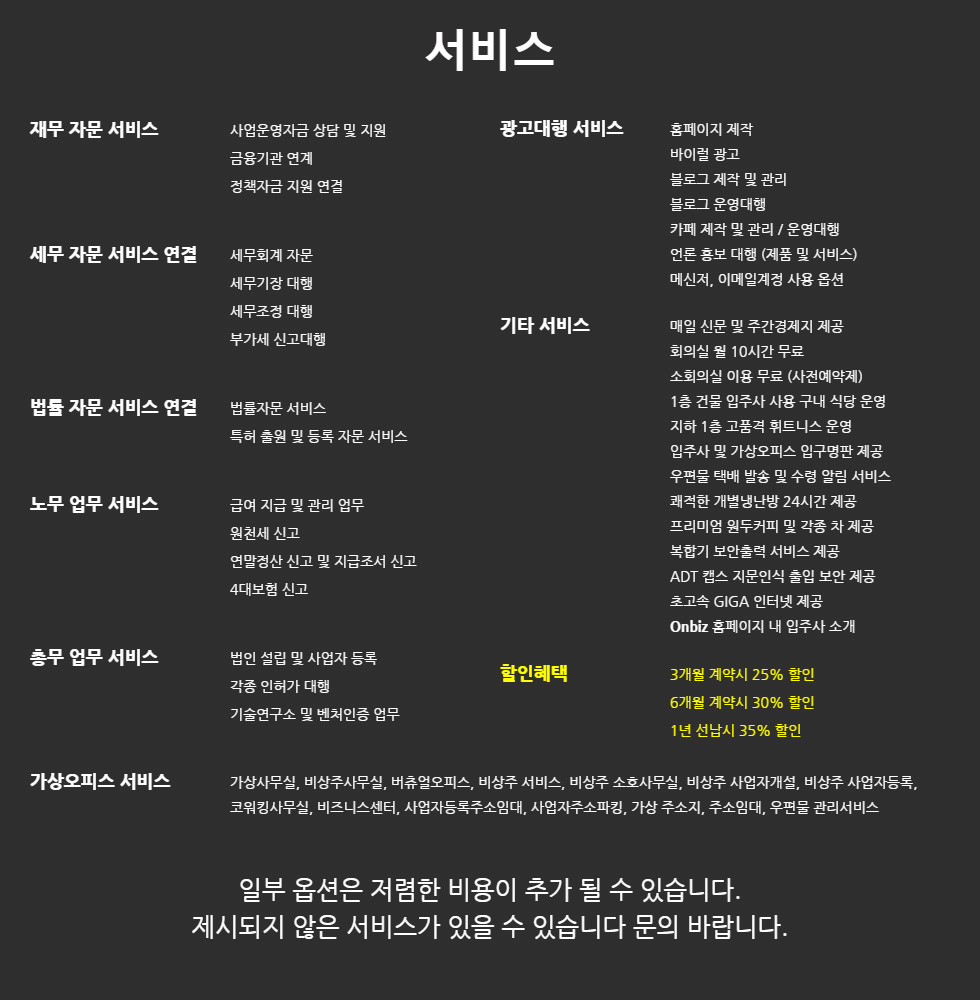 서비스
재무 자문 서비스
사업운영자금 상담 및 지원
금융기관 연계
정책자금 지원 연결
세무 자문 서비스 연결
세무회계 자문
세무기장 대행
세무조정 대행
부가세 신고대행
법률 자문 서비스 연결
법률자문 서비스
특허 출원 및 등록 자문 서비스
노무 업무 서비스
급여 지급 및 관리 업무
원천세 신고
연말정산 신고 및 지급조서 신고
4대보험 신고
총무 업무 서비스
법인 설립 및 사업자 등록
각종 인허가 대행
기술연구소 및 벤처인증 업무
광고대행 서비스
홈페이지 제작
바이럴 광고
블로그 제작 및 관리
블로그 운영대행
카페 제작 및 관리 / 운영대행
언론 홍보 대행 (제품 및 서비스)
메신저, 이메일계정 사용 옵션
기타 서비스
매일 신문 및 주간경제지 제공
회의실 월 10시간 무료
소회의실 이용 무료 (사전예약제)
1층 건물 입주사 사용 구내 식당 운영
지하 1층 고품격 휘트니스 운영
입주사 및 가상오피스 입구명판 제공
우편물 택배 발송 및 수령 알림 서비스
쾌적한 개별냉난방 24시간 제공
프리미엄 원두커피 및 각종 차 제공
복합기 보안출력 서비스 제공
ADT 캡스 지문인식 출입 보안 제공
초고속 GIGA 인터넷 제공
Onbiz 홈페이지 내 입주사 소개
할인혜택
3개월 계약시 25% 할인
6개월 계약시 30% 할인
1년 선납시 35% 할인
가상오피스 서비스
가상사무실, 비상주사무실, 버츄얼오피스, 비상주 서비스, 비상주 소호사무실, 비상주 사업자개설, 비상주 사업자등록,
코워킹사무실, 비즈니스센터, 사업자등록주소임대, 사업자주소파킹, 가상 주소지, 주소임대, 우편물 관리서비스
일부 옵션은 저렴한 비용이 추가 될 수 있습니다.
제시되지 않은 서비스가 있을 수 있습니다 문의 바랍니다.